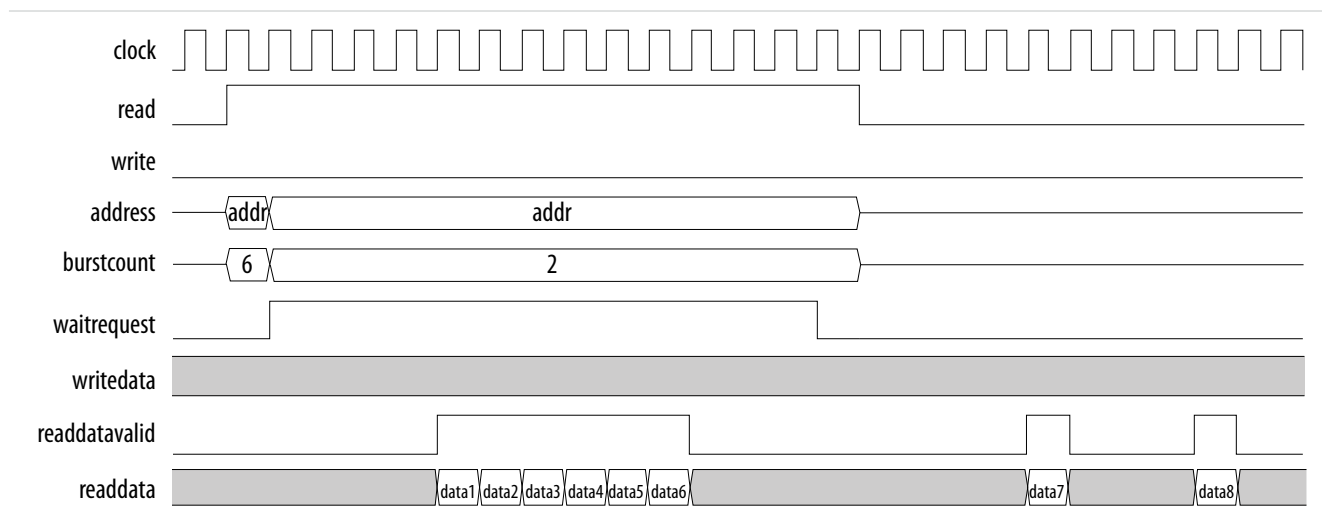 clock
read
write
address addr addr
burstcount 6 2
waitrequest
writedata
readdatavalid
readdata data1 data2 data3 data4 data5 data6 data7 data8